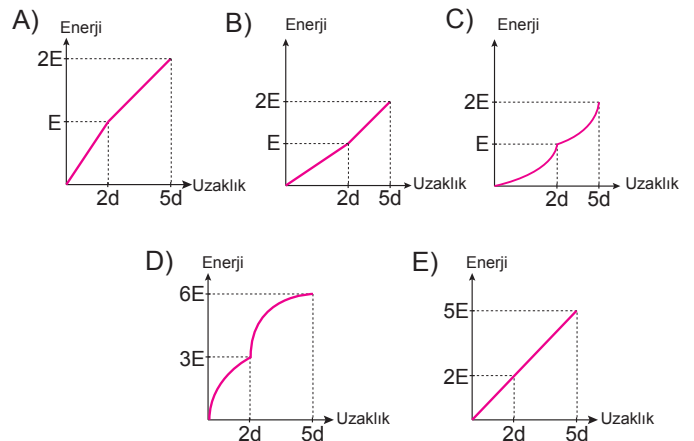 A) Enerji
2E
E
2d 5d Uzaklık
B) Enerji
2E
E
2d 5d Uzaklık
C) Enerji
2E
E
2d 5d Uzaklık
D) Enerji
6E
3E
2d 5d Uzaklık
E) Enerji
5E
2E
2d 5d Uzaklık